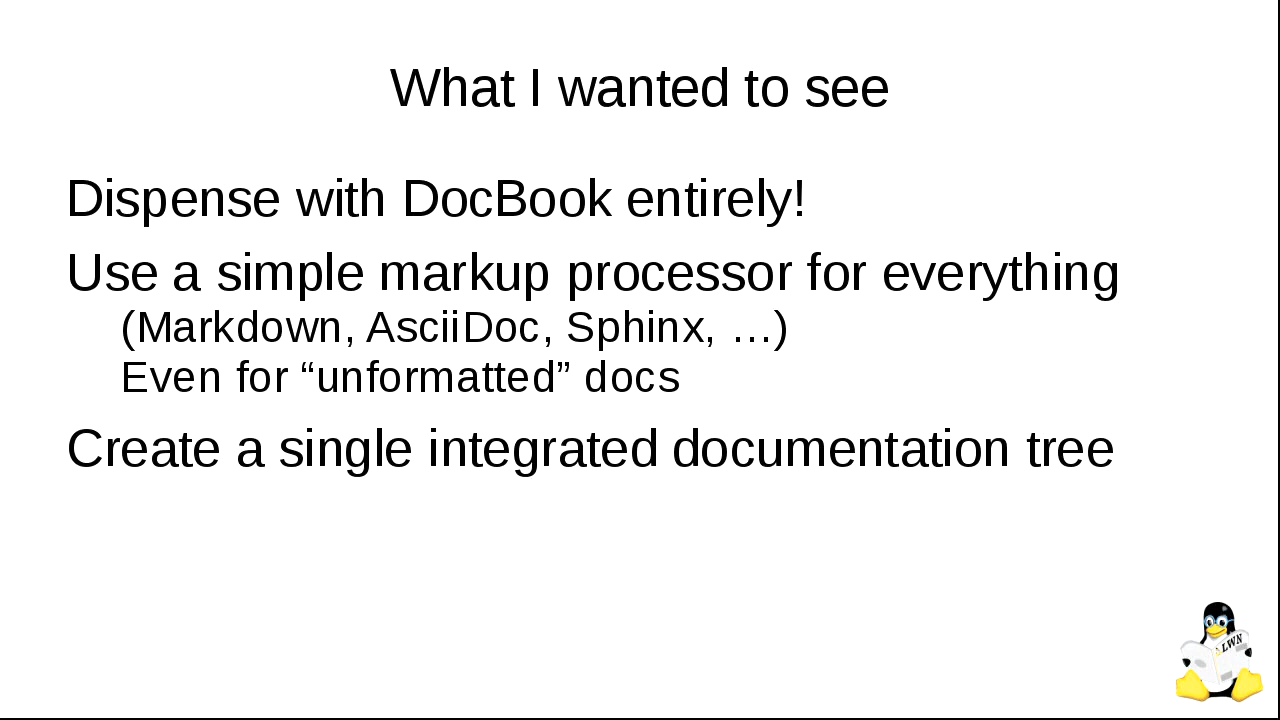 What I wanted to see
Dispense with DocBook entirely!
Use a simple markup processor for everything
(Markdown, AsciiDoc, Sphinx, …)
Even for “unformatted” docs
Create a single integrated documentation tree
LWN